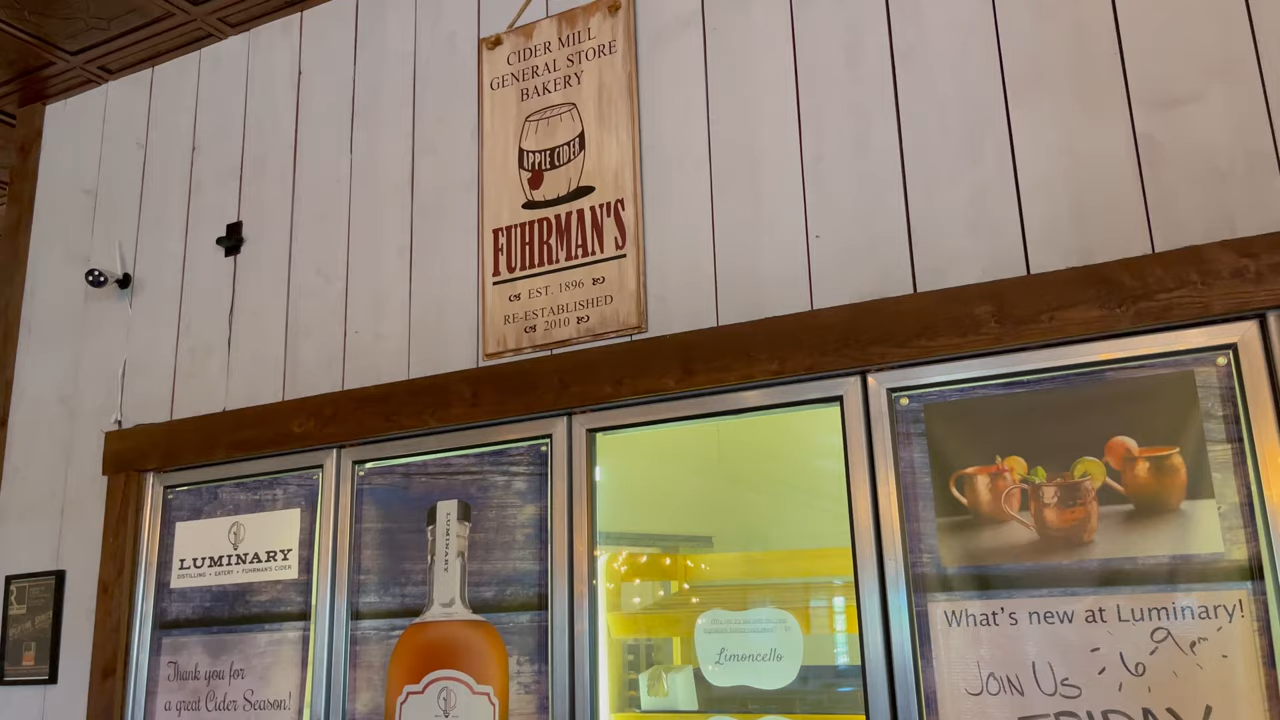 CIDER MILL
GENERAL STORE
BAKERY
APPLE CIDER
FUHRMAN'S
EST. 1896
RE-ESTABLISHED
2010
LUMINARY
DISTILLING + EATERY + FUHRMAN'S CIDER
Thank you for
a great Cider Season!
LUMINARY
Limoncello
What's new at Luminary!
6 9pm
JOIN US
FRIDAY